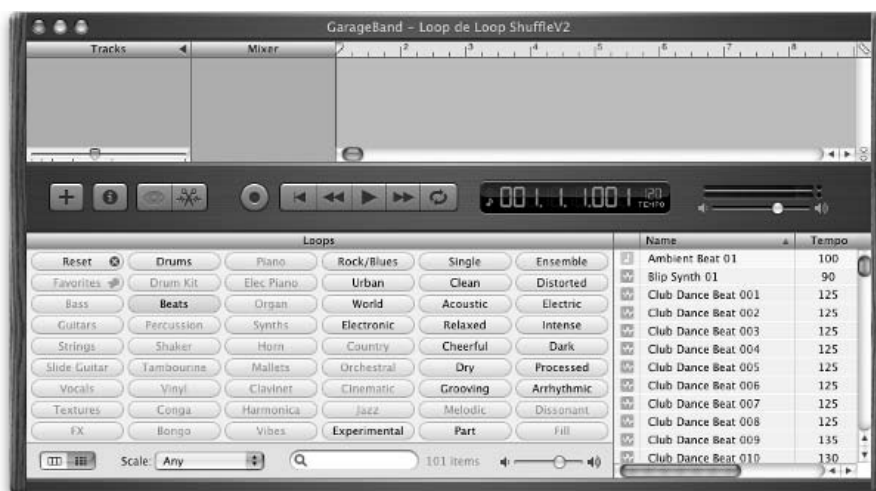 GarageBand – Loop de Loop ShuffleV2
Tracks Mixer 2 3 4 5 6 7 8
001. 1. 1.001 120 TEMPO
Loops Name Tempo
Reset Drums Piano Rock/Blues Single Ensemble
Favorites Drum Kit Elec Piano Urban Clean Distorted
Bass Beats Organ World Acoustic Electric
Guitars Percussion Synths Electronic Relaxed Intense
Strings Shaker Horn Country Cheerful Dark
Slide Guitar Tambourine Mallets Orchestral Dry Processed
Vocals Vinyl Clavinet Cinematic Grooving Arrhythmic
Textures Conga Harmonica Jazz Melodic Dissonant
FX Bongo Vibes Experimental Part Fill
Ambient Beat 01 100
Blip Synth 01 90
Club Dance Beat 001 125
Club Dance Beat 002 125
Club Dance Beat 003 125
Club Dance Beat 004 125
Club Dance Beat 005 125
Club Dance Beat 006 125
Club Dance Beat 007 125
Club Dance Beat 008 125
Club Dance Beat 009 135
Club Dance Beat 010 130
Scale: Any 101 items